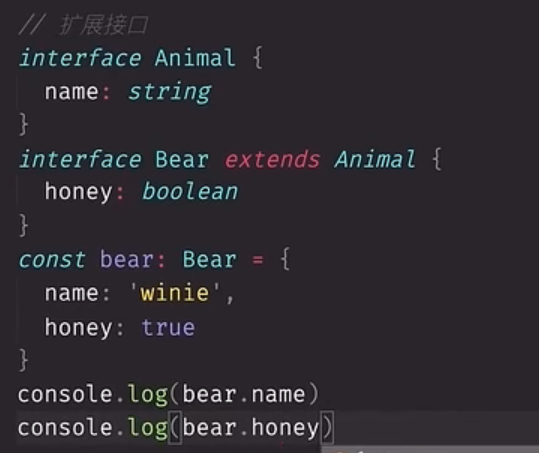 // 扩展接口
interface Animal {
  name: string
}
interface Bear extends Animal {
  honey: boolean
}
const bear: Bear = {
  name: 'winie',
  honey: true
}
console.log(bear.name)
console.log(bear.honey)